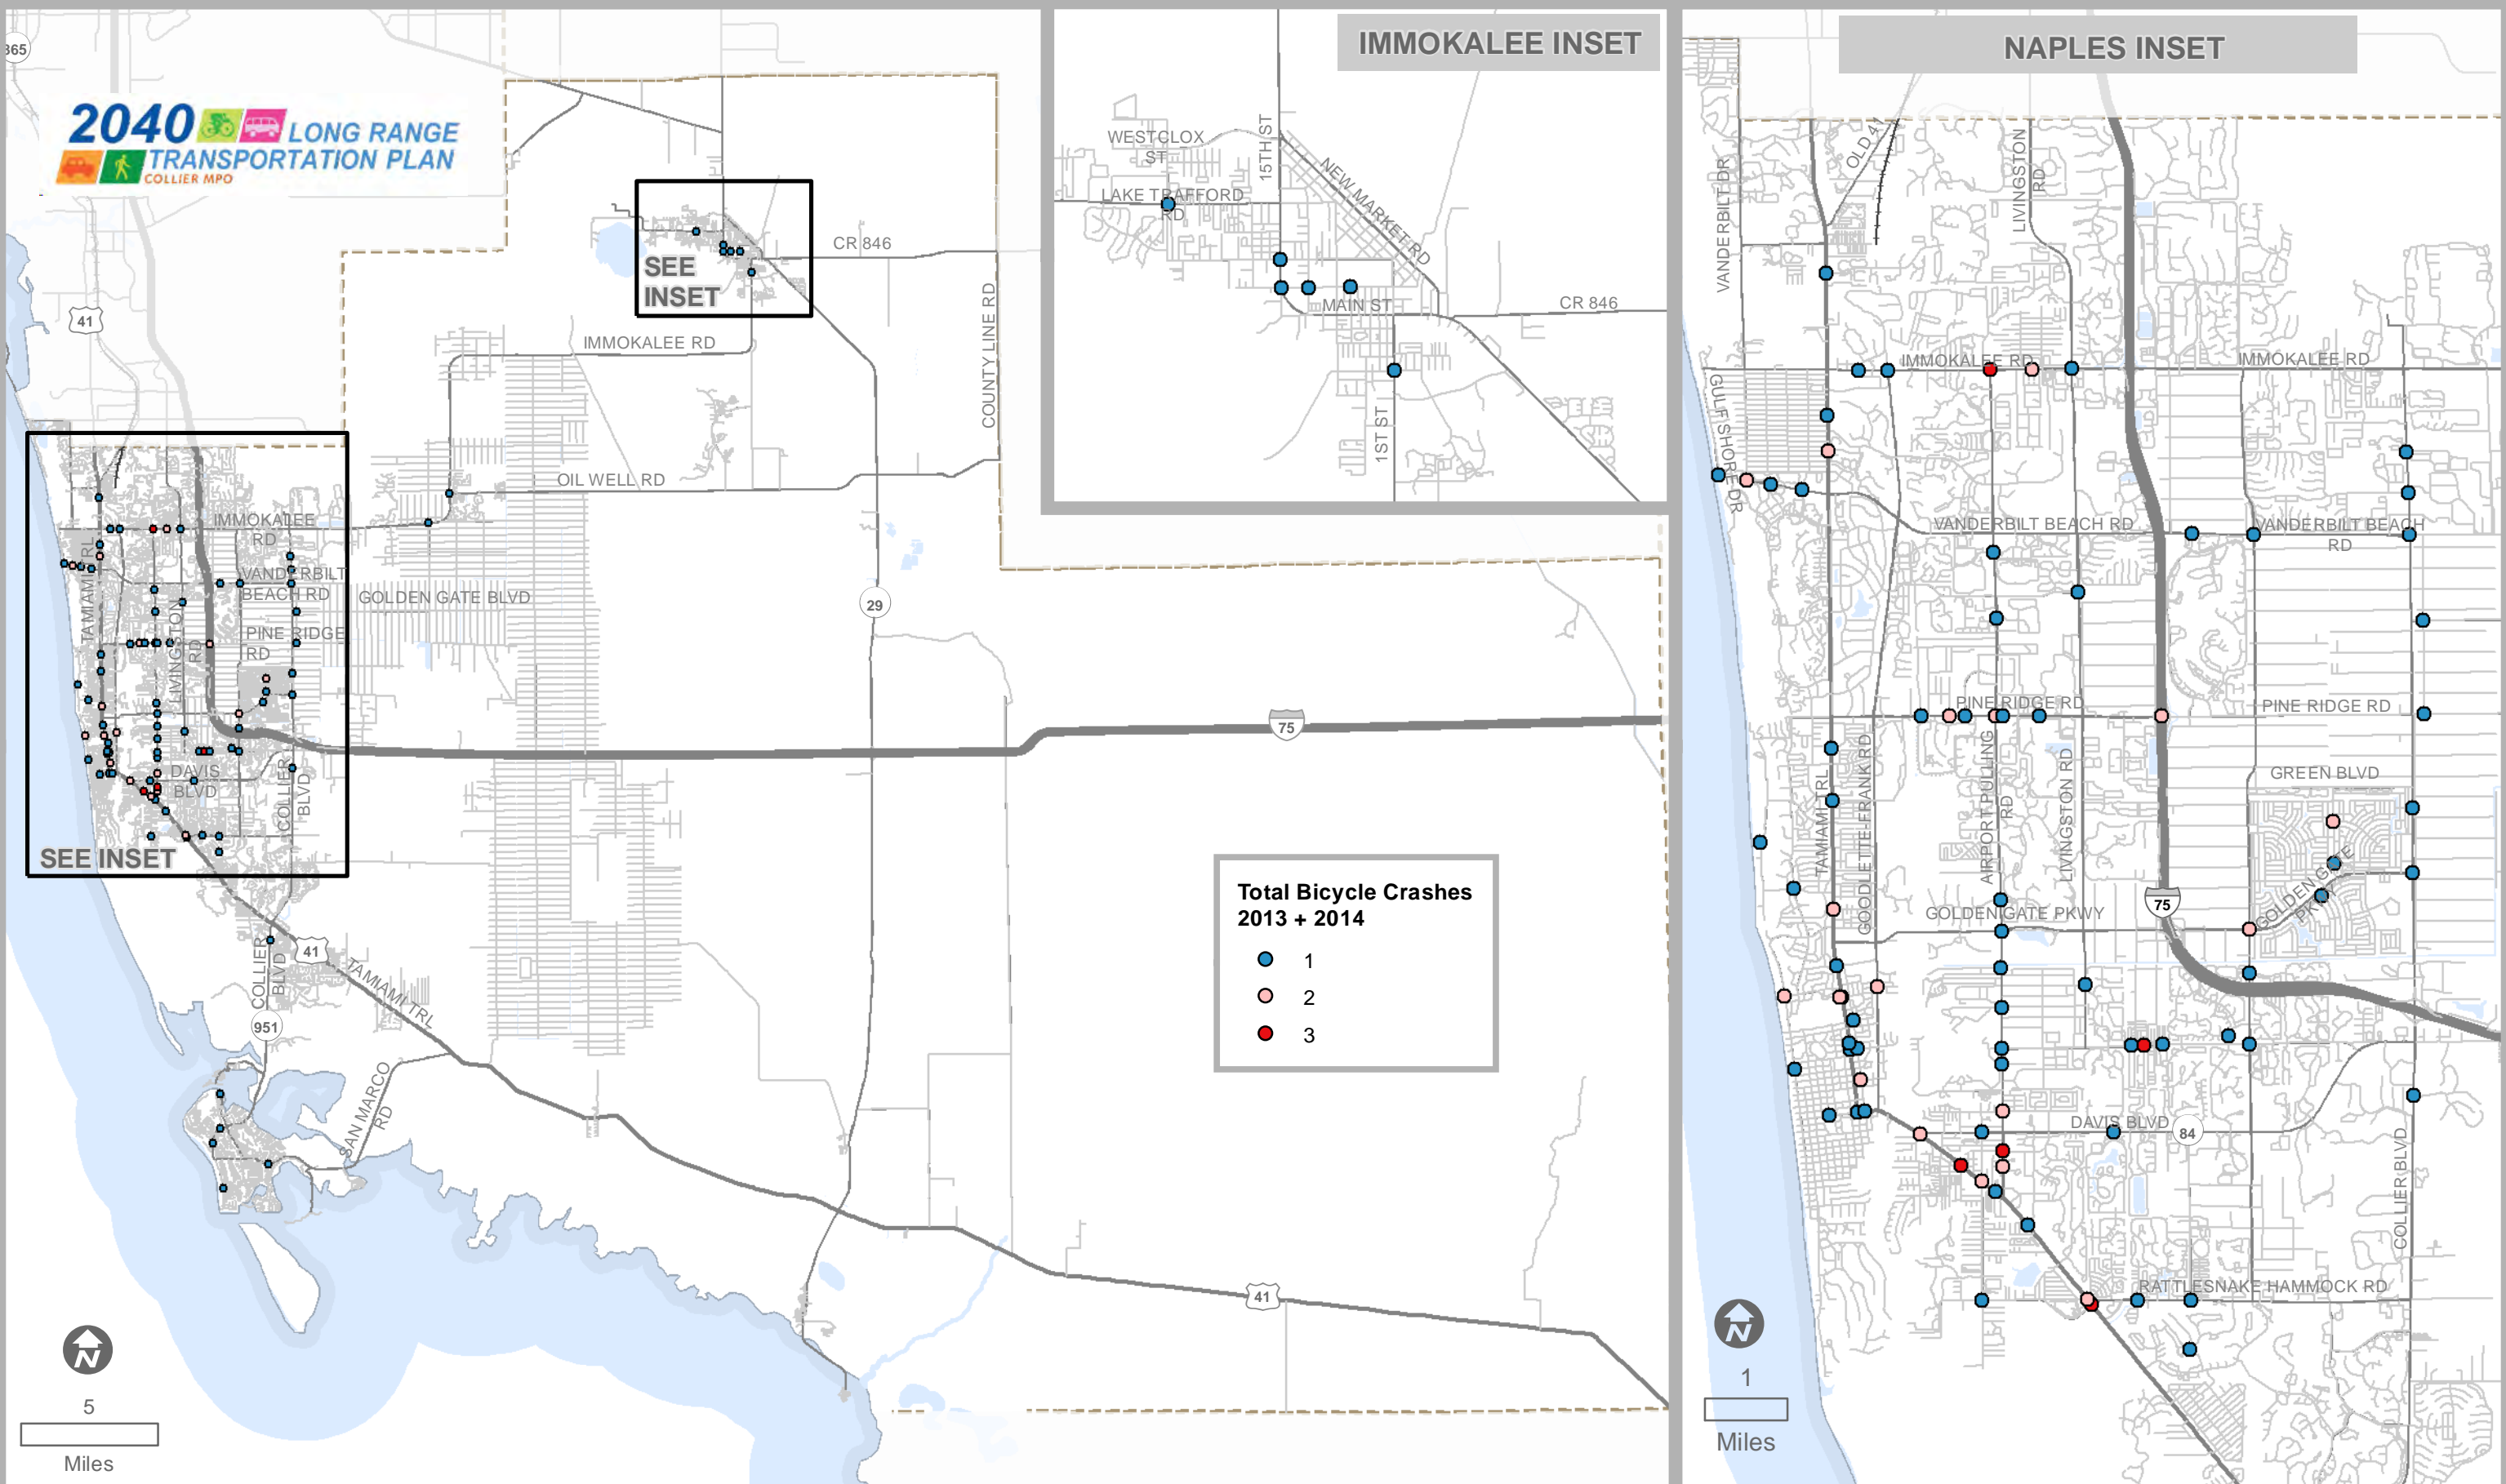 365
2040 LONG RANGE
TRANSPORTATION PLAN
COLLIER MPO
41
SEE
INSET
CR 846
COUNTY LINE RD
IMMOKALEE RD
OIL WELL RD
IMMOKALEE
RD
TAMIAMI TRL
VANDERBILT
BEACH RD
GOLDEN GATE BLVD
LIVINGSTON
RD
PINE RIDGE
RD
29
75
DAVIS
BLVD
COLLIER
BLVD
SEE INSET
COLLIER
BLVD
41
TAMIAMI TRL
951
SAN MARCO
RD
41
5
Miles
Total Bicycle Crashes
2013 + 2014
1
2
3
IMMOKALEE INSET
WESTCLOX
ST
15TH ST
NEW MARKET RD
LAKE TRAFFORD
RD
MAIN ST
CR 846
1ST ST
NAPLES INSET
OLD 41
LIVINGSTON
RD
VANDERBILT DR
IMMOKALEE RD
IMMOKALEE RD
GULF SHORE DR
VANDERBILT BEACH RD
VANDERBILT BEACH
RD
PINE RIDGE RD
PINE RIDGE RD
TAMIAMI TRL
GOODLETTE-FRANK RD
AIRPORT PULLING
RD
LIVINGSTON RD
GREEN BLVD
75
GOLDEN GATE
PKWY
GOLDEN GATE PKWY
DAVIS BLVD
84
COLLIER BLVD
RATTLESNAKE HAMMOCK RD
1
Miles